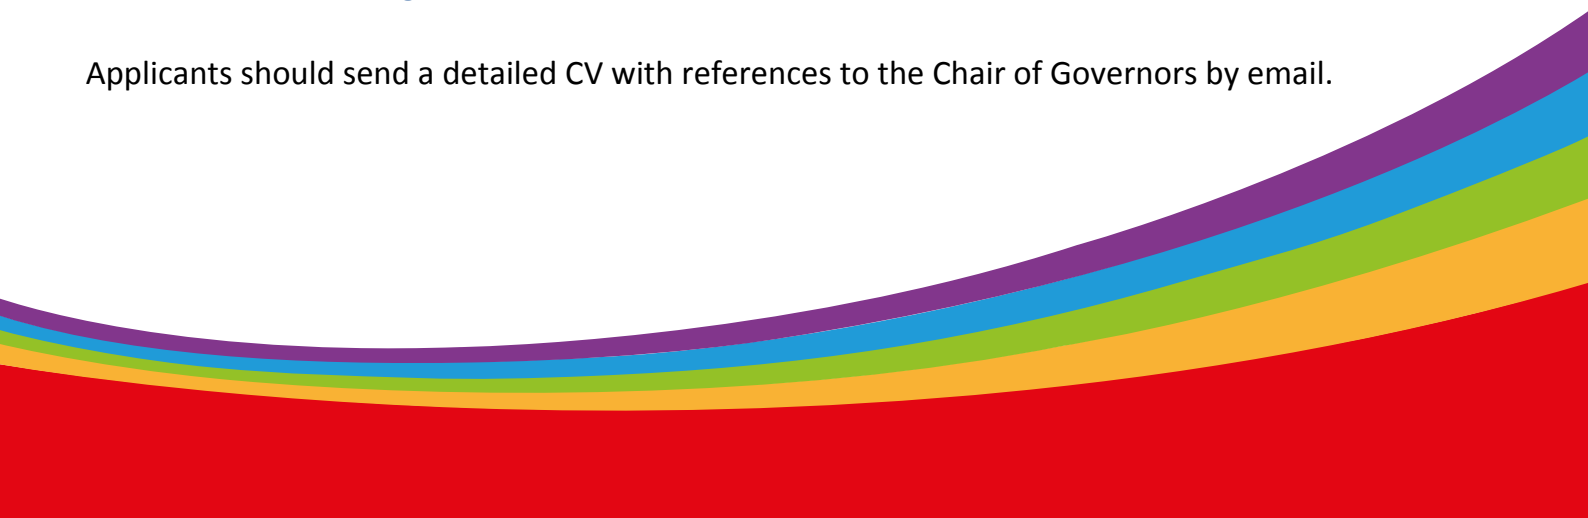 Applicants should send a detailed CV with references to the Chair of Governors by email.